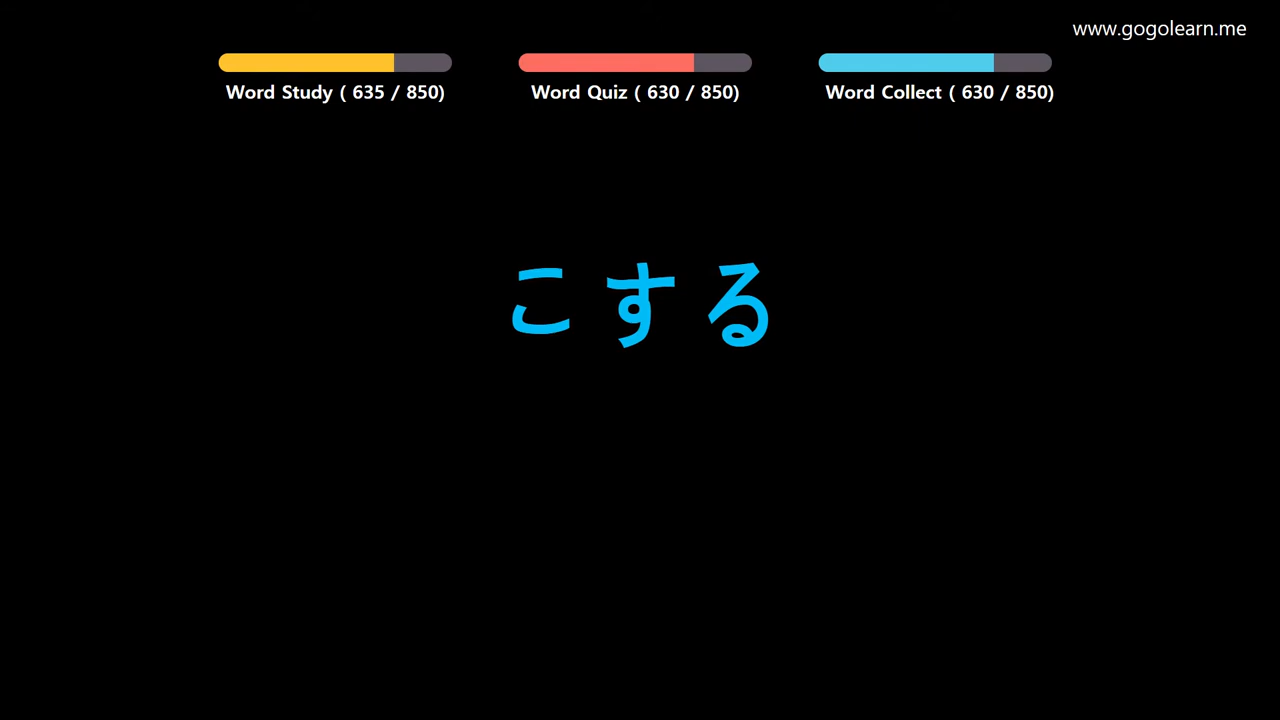 www.gogolearn.me
Word Study ( 635 / 850)
Word Quiz ( 630 / 850)
Word Collect ( 630 / 850)
こする